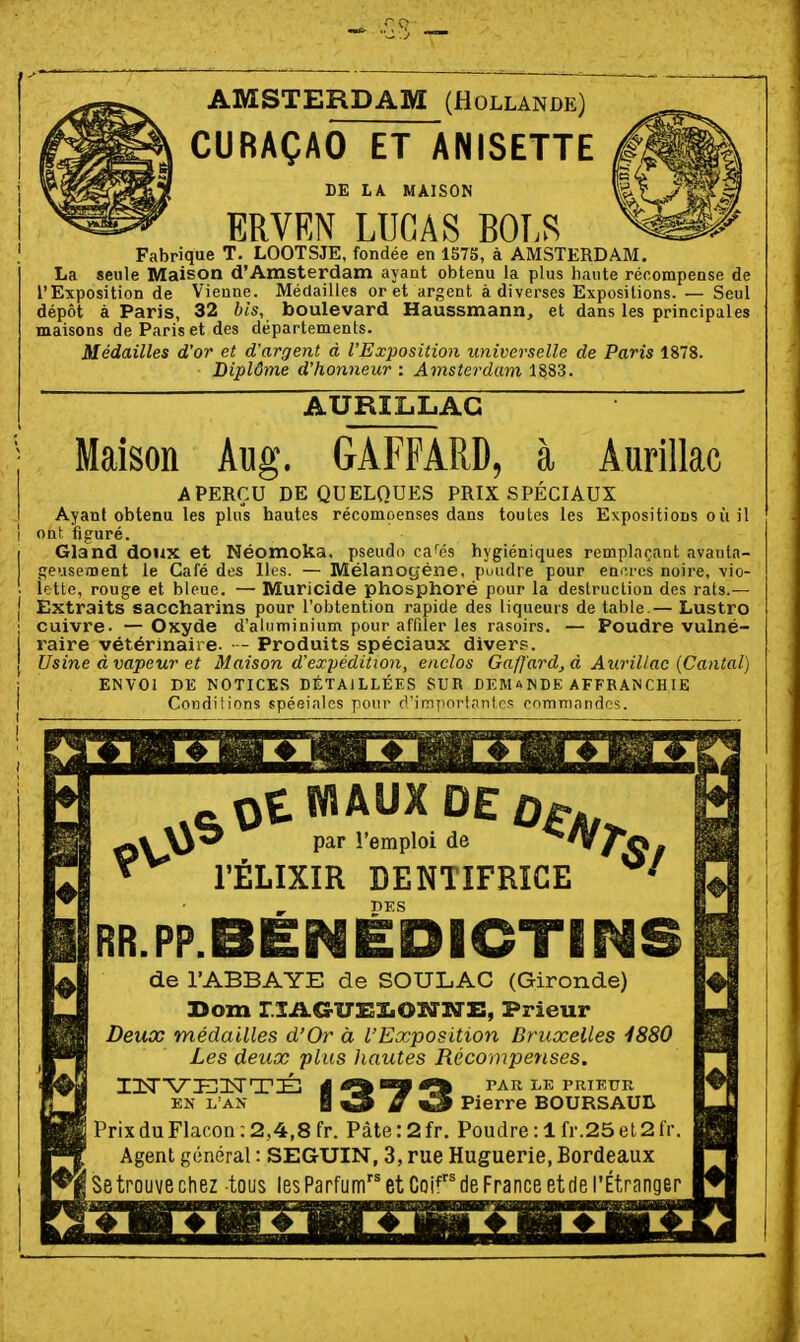 AMSTERDAM (HOLLANDE)
CURAÇAO ET ANISETTE
DE LA MAISON
ERVEN LUCAS BOLS
Fabrique T. LOOTSJE, fondée en 1575, à AMSTERDAM.
La seule Maison d'Amsterdam ayant obtenu la plus haute récompense de
l'Exposition de Vienne. Médailles or et argent à diverses Expositions. — Seul
dépôt à Paris, 32 bis, boulevard Haussmann, et dans les principales
maisons de Paris et des départements.
Médailles d'or et d'argent à l'Exposition universelle de Paris 1878.
Diplôme d'honneur : Amsterdam 1883.
AURILLAC
Maison Aug. GAFFARD, à Aurillac
APERÇU DE QUELQUES PRIX SPÉCIAUX
Ayant obtenu les plus hautes récompenses dans toutes les Expositions où il
ont figuré.
Gland doux et Néomoka, pseudo cafés hygiéniques remplaçant avanta-
geusement le Café des Iles. — Mélanogène, poudre pour encres noire, vio-
lette, rouge et bleue. — Muricide phosphoré pour la destruction des rats.—
Extraits saccharins pour l'obtention rapide des liqueurs de table.— Lustro
cuivre. — Oxyde d'aluminium pour affiler les rasoirs. — Poudre vulné-
raire vétérinaire. -- Produits spéciaux divers.
Usine à vapeur et Maison d'expédition, enclos Gaffard, à Aurillac (Cantal)
ENVOI DE NOTICES DÉTAILLÉES SUR DEMANDE AFFRANCHIE
Conditions spéciales pour d'importantes commandes.
PLUS DE MAUX DE DENTS!
par l'emploi de
l'ÉLIXIR DENTIFRICE
DES
RR.PP.BÉNÉDICTINS
de l'ABBAYE de SOULAC (Gironde)
Dom MAGUELONNE, Prieur
Deux médailles d'Or à l'Exposition Bruxelles 1880
Les deux plus hautes Récompenses.
INVENTÉ EN L'AN 1373 PAR LE PRIEUR Pierre BOURSAUD
Prix du Flacon : 2,4,8 fr. Pâte : 2 fr. Poudre : 1 fr.25 et 2 fr.
Agent général : SEGUIN, 3, rue Huguerie, Bordeaux
Se trouve chez tous les Parfumrs et Coifrs de France et de l'Étranger